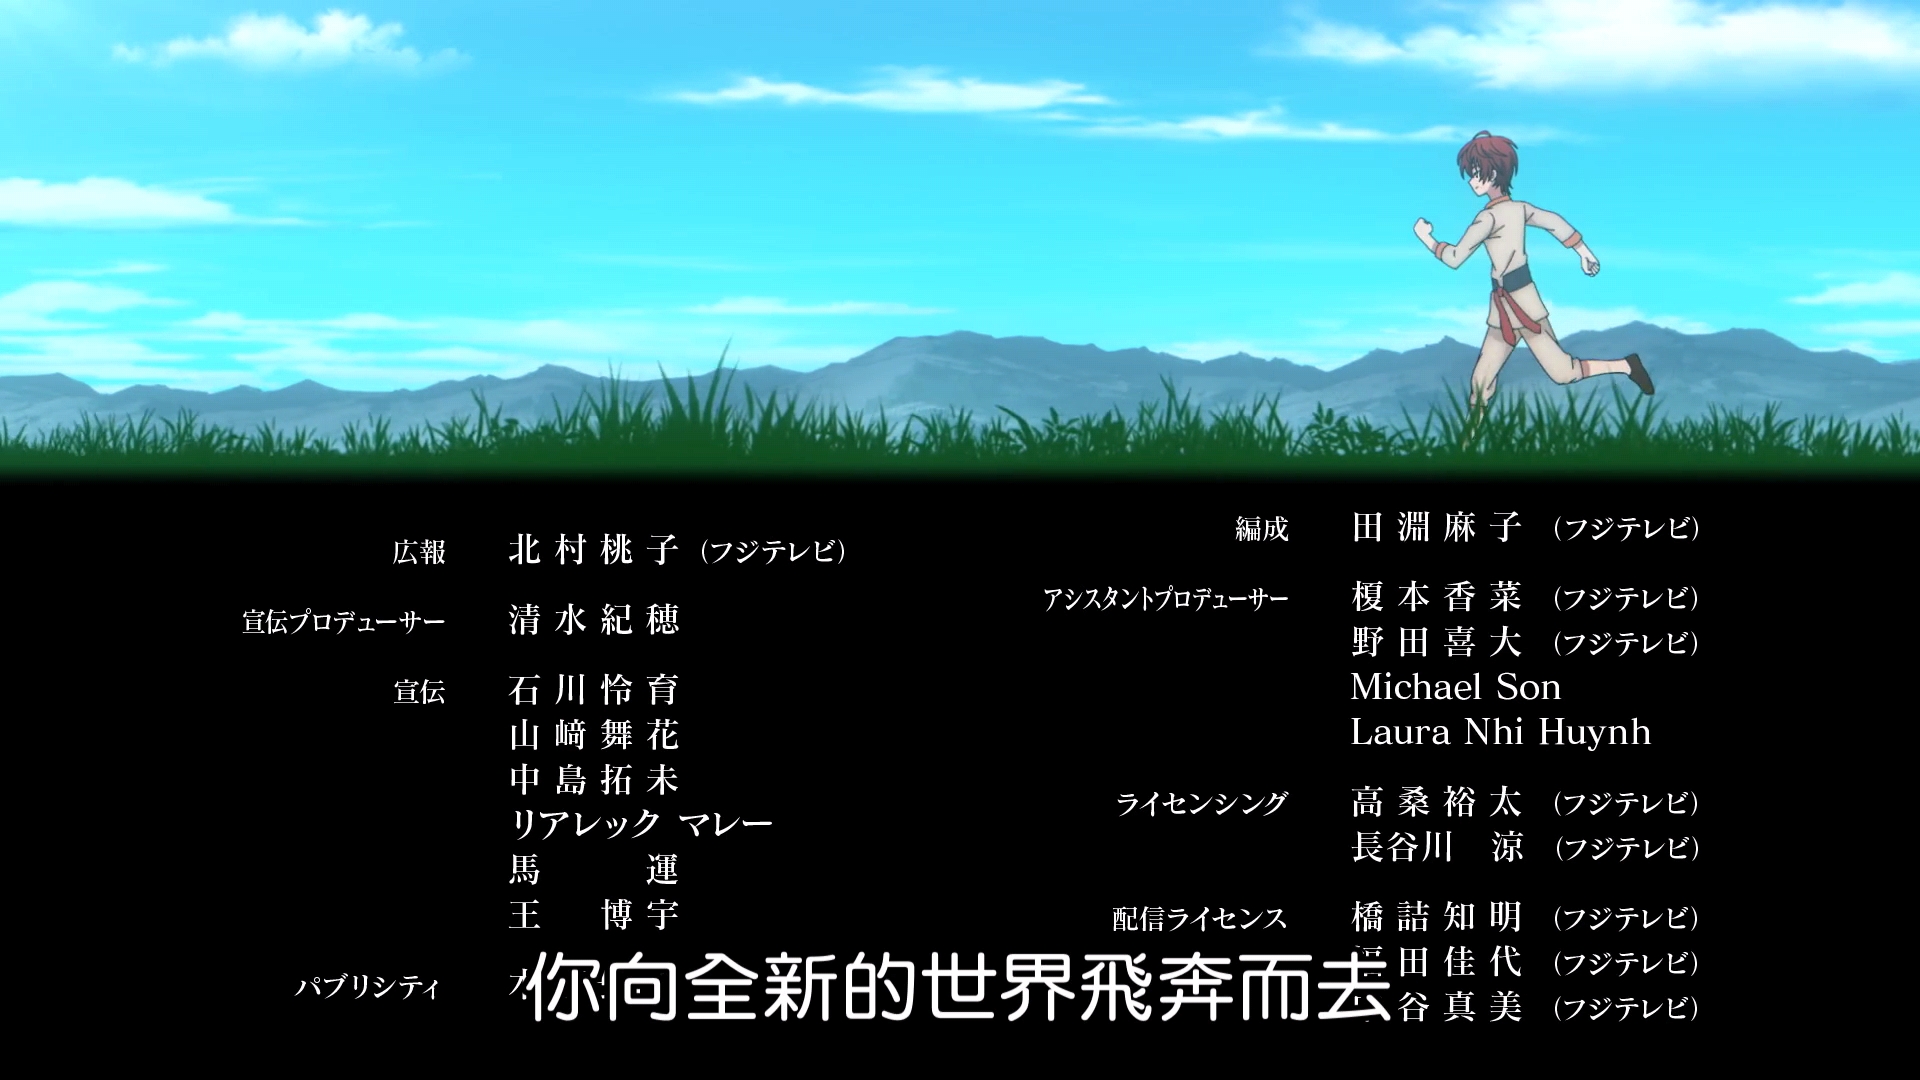 広報 北村桃子（フジテレビ）
宣伝プロデューサー 清水紀穂
宣伝 石川怜育
山﨑舞花
中島拓未
リアレック マレー
馬 運
王 博宇
パブリシティ
編成 田淵麻子（フジテレビ）
アシスタントプロデューサー 榎本香菜（フジテレビ）
野田喜大（フジテレビ）
Michael Son
Laura Nhi Huynh
ライセンシング 高桑裕太（フジテレビ）
長谷川 涼（フジテレビ）
配信ライセンス 橋詰知明（フジテレビ）
田佳代（フジテレビ）
谷真美（フジテレビ）
你向全新的世界飛奔而去